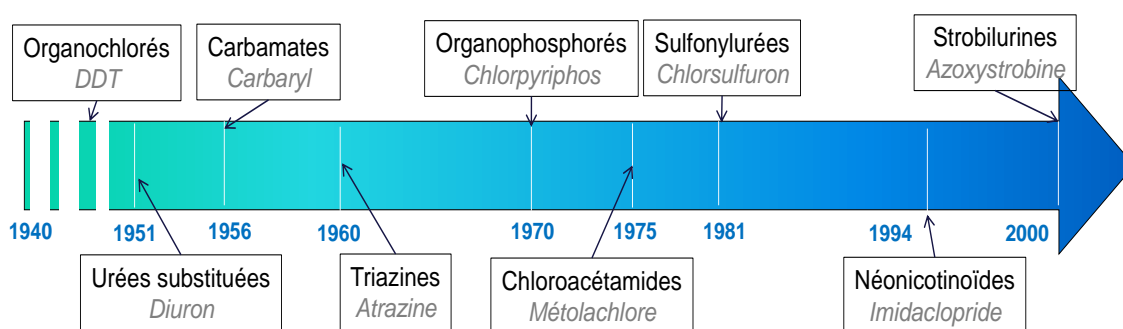 Organochlorés
DDT
Carbamates
Carbaryl
Organophosphorés
Chlorpyriphos
Sulfonylurées
Chlorsulfuron
Strobilurines
Azoxystrobine
1940
1951
1956
1960
1970
1975
1981
1994
2000
Urées substituées
Diuron
Triazines
Atrazine
Chloroacétamides
Métolachlore
Néonicotinoïdes
Imidaclopride